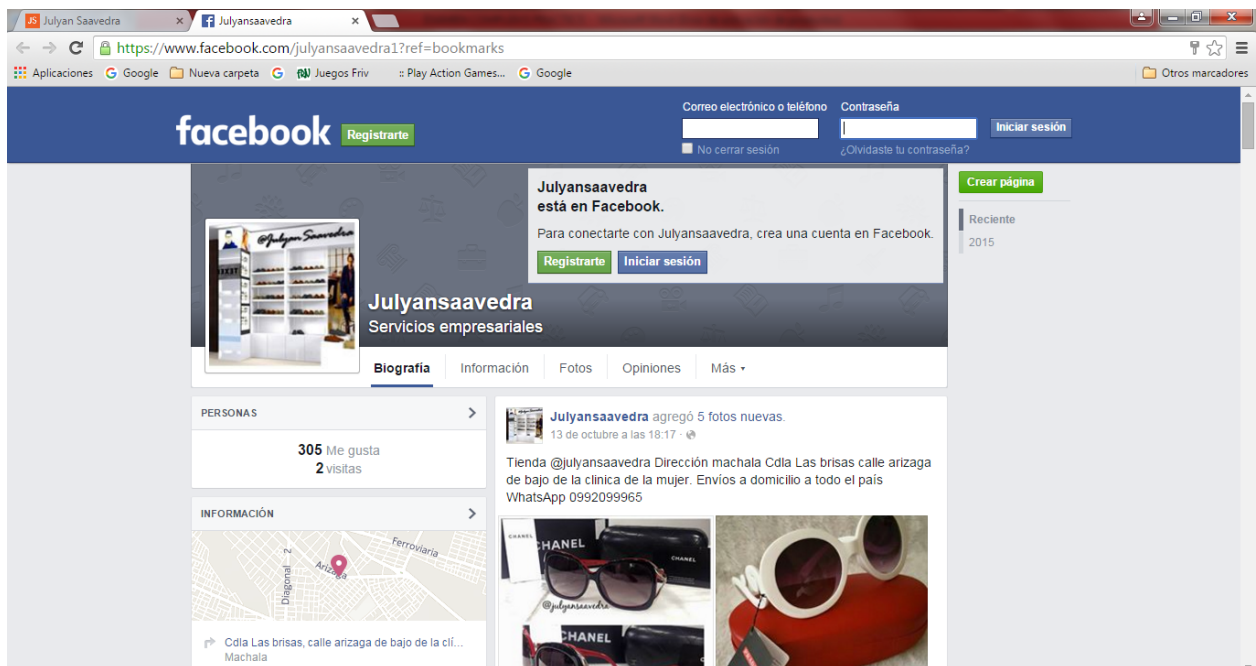 JS Julyan Saavedra
Julyansaavedra
https://www.facebook.com/julyansaavedra1?ref=bookmarks
Aplicaciones Google Nueva carpeta Juegos Friv :: Play Action Games... Google Otros marcadores
facebook Registrarte
Correo electrónico o teléfono Contraseña
Iniciar sesión
No cerrar sesión ¿Olvidaste tu contraseña?
Julyansaavedra
está en Facebook.
Para conectarte con Julyansaavedra, crea una cuenta en Facebook.
Registrarte Iniciar sesión
Crear página
Reciente
2015
@Julyan Saavedra
Julyansaavedra
Servicios empresariales
Biografía Información Fotos Opiniones Más
PERSONAS
305 Me gusta
2 visitas
INFORMACIÓN
Ferroviaria
Arizaga
Diagonal 2
Cdla Las brisas, calle arizaga de bajo de la clí...
Machala
Julyansaavedra agregó 5 fotos nuevas.
13 de octubre a las 18:17 ·
Tienda @julyansaavedra Dirección machala Cdla Las brisas calle arizaga
de bajo de la clinica de la mujer. Envíos a domicilio a todo el país
WhatsApp 0992099965
CHANEL
CHANEL
CHANEL
@julyansaavedra
CHANEL